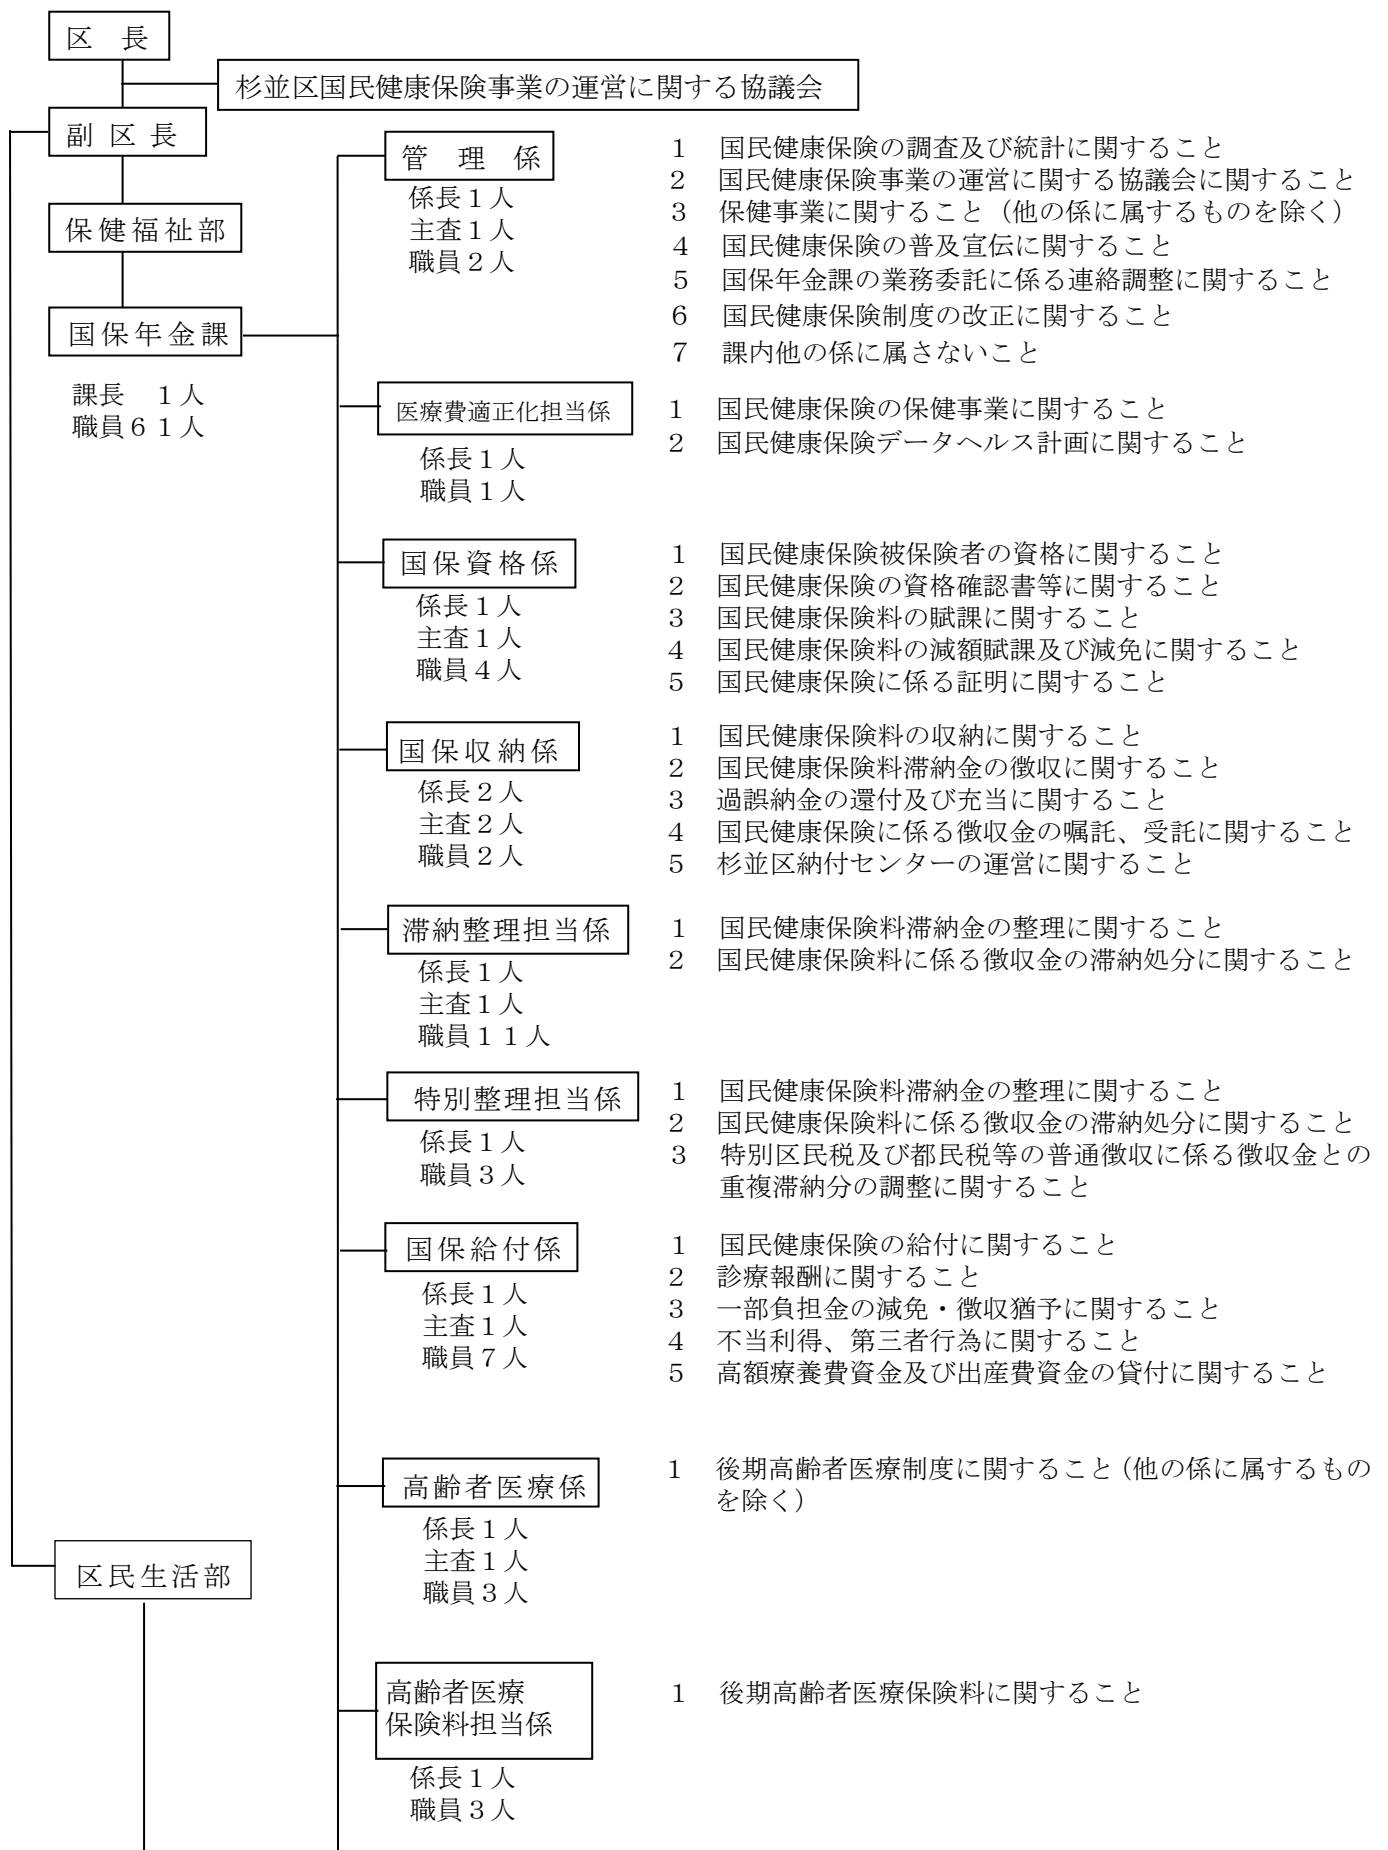 区　長
杉並区国民健康保険事業の運営に関する協議会
副 区 長
保健福祉部
国保年金課
課長　１人
職員６１人
管　理　係
係長１人
主査１人
職員２人
１　国民健康保険の調査及び統計に関すること
２　国民健康保険事業の運営に関する協議会に関すること
３　保健事業に関すること（他の係に属するものを除く）
４　国民健康保険の普及宣伝に関すること
５　国保年金課の業務委託に係る連絡調整に関すること
６　国民健康保険制度の改正に関すること
７　課内他の係に属さないこと
医療費適正化担当係
係長１人
職員１人
１　国民健康保険の保健事業に関すること
２　国民健康保険データヘルス計画に関すること
国保資格係
係長１人
主査１人
職員４人
１　国民健康保険被保険者の資格に関すること
２　国民健康保険の資格確認書等に関すること
３　国民健康保険料の賦課に関すること
４　国民健康保険料の減額賦課及び減免に関すること
５　国民健康保険に係る証明に関すること
国保収納係
係長２人
主査２人
職員２人
１　国民健康保険料の収納に関すること
２　国民健康保険料滞納金の徴収に関すること
３　過誤納金の還付及び充当に関すること
４　国民健康保険に係る徴収金の嘱託、受託に関すること
５　杉並区納付センターの運営に関すること
滞納整理担当係
係長１人
主査１人
職員１１人
１　国民健康保険料滞納金の整理に関すること
２　国民健康保険料に係る徴収金の滞納処分に関すること
特別整理担当係
係長１人
職員３人
１　国民健康保険料滞納金の整理に関すること
２　国民健康保険料に係る徴収金の滞納処分に関すること
３　特別区民税及び都民税等の普通徴収に係る徴収金との
重複滞納分の調整に関すること
国保給付係
係長１人
主査１人
職員７人
１　国民健康保険の給付に関すること
２　診療報酬に関すること
３　一部負担金の減免・徴収猶予に関すること
４　不当利得、第三者行為に関すること
５　高額療養費資金及び出産費資金の貸付に関すること
高齢者医療係
係長１人
主査１人
職員３人
１　後期高齢者医療制度に関すること（他の係に属するもの
を除く）
区民生活部
高齢者医療
保険料担当係
係長１人
職員３人
１　後期高齢者医療保険料に関すること